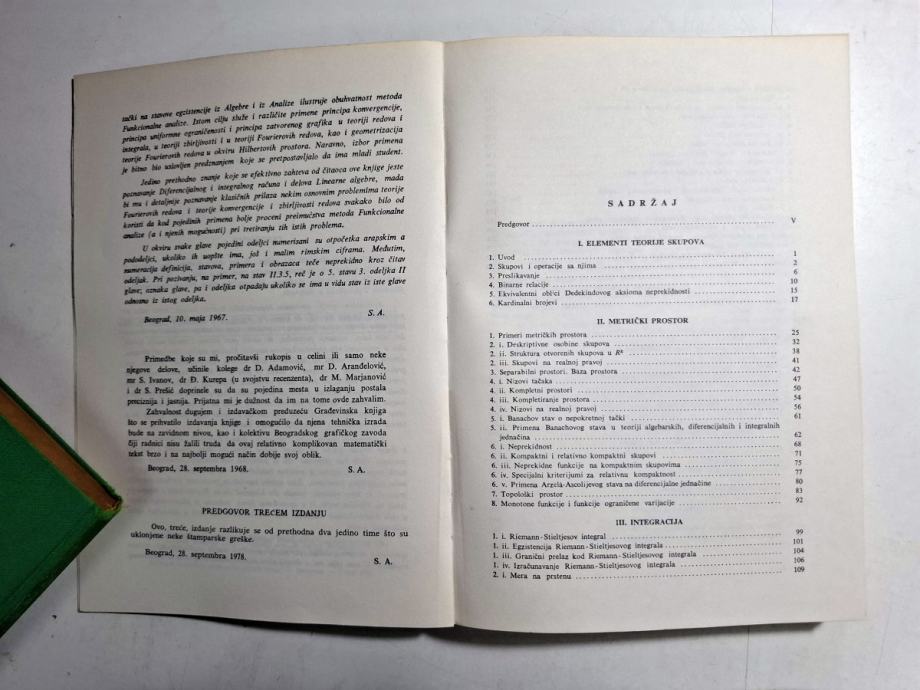 tački na stavove egzistencije iz Algebre i iz Analize ilustruje obuhvatnost metoda
Funkcionalne analize. Istom cilju služe i različite primene principa konvergencije,
principa uniformne ograničenosti i principa zatvorenog grafika u teoriji redova i
integrala, u teoriji zbirljivosti i u teoriji Fourierovih redova, kao i geometrizacija
teorije Fourierovih redova u okviru Hilbertovih prostora. Naravno, izbor primena
je bitno bio uslovljen predznanjem koje se pretpostavljalo da ima mladi student.
Jedino prethodno znanje koje se efektivno zahteva od čitaoca ove knjige jeste
poznavanje Diferencijalnog i integralnog računa i delova Linearne algebre, mada
bi mu i detaljnije poznavanje klasičnih prilaza nekim osnovnim problemima teorije
Fourierovih redova i teorije konvergencije i zbirljivosti redova svakako bilo od
koristi da kod pojedinih primena bolje proceni preimućstva metoda Funkcionalne
analize (a i njenih mogućnosti) pri tretiranju tih istih problema.
U okviru svake glave pojedini odeljci numerisani su otpočetka arapskim a
pododeljci, ukoliko ih uopšte ima, još i malim rimskim ciframa. Međutim,
numeracija definicija, stavova, primera i obrazaca teče neprekidno kroz čitav
odeljak. Pri pozivanju, na primer, na stav II.3.5, reč je o 5. stavu 3. odeljka II
glave; oznaka glave, pa i odeljka otpadaju ukoliko se ima u vidu stav iz iste glave
odnosno iz istog odeljka.
Beograd, 10. maja 1967. S. A.
Primedbe koje su mi, pročitavši rukopis u celini ili samo neke
njegove delove, učinile kolege dr D. Adamović, mr D. Aranđelović,
mr S. Ivanov, dr Đ. Kurepa (u svojstvu recenzenta), dr M. Marjanović
i dr S. Prešić doprinele su da su pojedina mesta u izlaganju postala
preciznija i jasnija. Prijatna mi je dužnost da im na tome ovde zahvalim.
Zahvalnost dugujem i izdavačkom preduzeću Građevinska knjiga
što se prihvatilo izdavanja knjige i omogućilo da njena tehnička izrada
bude na zavidnom nivou, kao i kolektivu Beogradskog grafičkog zavoda
čiji radnici nisu žalili truda da ovaj relativno komplikovan matematički
tekst brzo i na najbolji mogući način dobije svoj oblik.
Beograd, 28. septembra 1968. S. A.
PREDGOVOR TREĆEM IZDANJU
Ovo, treće, izdanje razlikuje se od prethodna dva jedino time što su
uklonjene neke štamparske greške.
Beograd, 28. septembra 1978.
S. A.
SADRŽAJ
Predgovor V
I. ELEMENTI TEORIJE SKUPOVA
1. Uvod 1
2. Skupovi i operacije sa njima 2
3. Preslikavanje 6
4. Binarne relacije 10
5. Ekvivalentni oblici Dedekindovog aksioma neprekidnosti 15
6. Kardinalni brojevi 17
II. METRIČKI PROSTOR
1. Primeri metričkih prostora 25
2. i. Deskriptivne osobine skupova 32
2. ii. Struktura otvorenih skupova u Rᵏ 38
2. iii. Skupovi na realnoj pravoj 41
3. Separabilni prostori. Baza prostora 42
4. i. Nizovi tačaka 47
4. ii. Kompletni prostori 50
4. iii. Kompletiranje prostora 54
4. iv. Nizovi na realnoj pravoj 56
5. i. Banachov stav o nepokretnoj tački 61
5. ii. Primena Banachovog stava u teoriji algebarskih, diferencijalnih i integralnih
jednačina 62
6. i. Neprekidnost 68
6. ii. Kompaktni i relativno kompaktni skupovi 71
6. iii. Neprekidne funkcije na kompaktnim skupovima 75
6. iv. Specijalni kriterijumi za relativnu kompaktnost 77
6. v. Primena Arzelà-Ascolijevog stava na diferencijalne jednačine 80
7. Topološki prostor 83
8. Monotone funkcije i funkcije ograničene varijacije 92
III. INTEGRACIJA
1. i. Riemann-Stieltjesov integral 99
1. ii. Egzistencija Riemann-Stieltjesovog integrala 101
1. iii. Granični prelaz kod Riemann-Stieltjesovog integrala 104
1. iv. Izračunavanje Riemann-Stieltjesovog integrala 106
2. i. Mera na prstenu 109